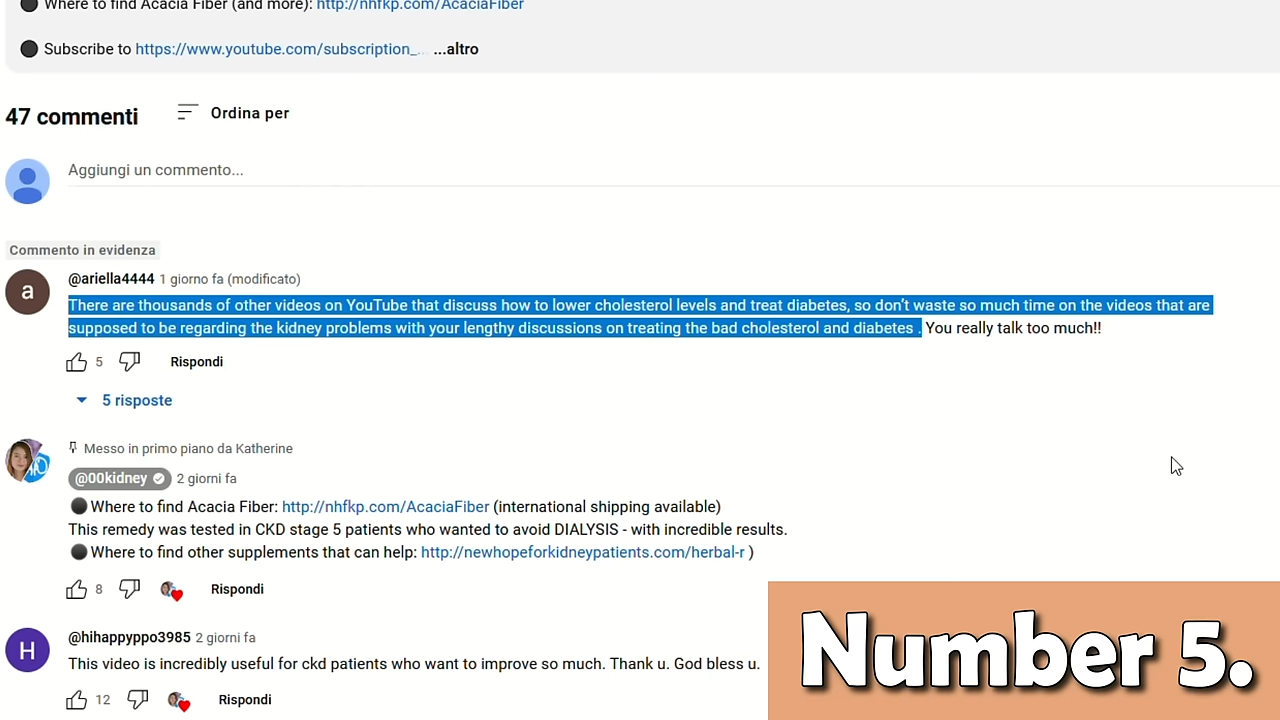 Where to find Acacia Fiber (and more): http://nhfkp.com/AcaciaFiber
Subscribe to https://www.youtube.com/subscription_... ...altro
47 commenti
Ordina per
Aggiungi un commento...
Commento in evidenza
a
@ariella4444 1 giorno fa (modificato)
There are thousands of other videos on YouTube that discuss how to lower cholesterol levels and treat diabetes, so don’t waste so much time on the videos that are
supposed to be regarding the kidney problems with your lengthy discussions on treating the bad cholesterol and diabetes . You really talk too much!!
5 Rispondi
5 risposte
Messo in primo piano da Katherine
@00kidney 2 giorni fa
Where to find Acacia Fiber: http://nhfkp.com/AcaciaFiber (international shipping available)
This remedy was tested in CKD stage 5 patients who wanted to avoid DIALYSIS - with incredible results.
Where to find other supplements that can help: http://newhopeforkidneypatients.com/herbal-r )
8 Rispondi
H
@hihappyppo3985 2 giorni fa
This video is incredibly useful for ckd patients who want to improve so much. Thank u. God bless u.
12 Rispondi
Number 5.